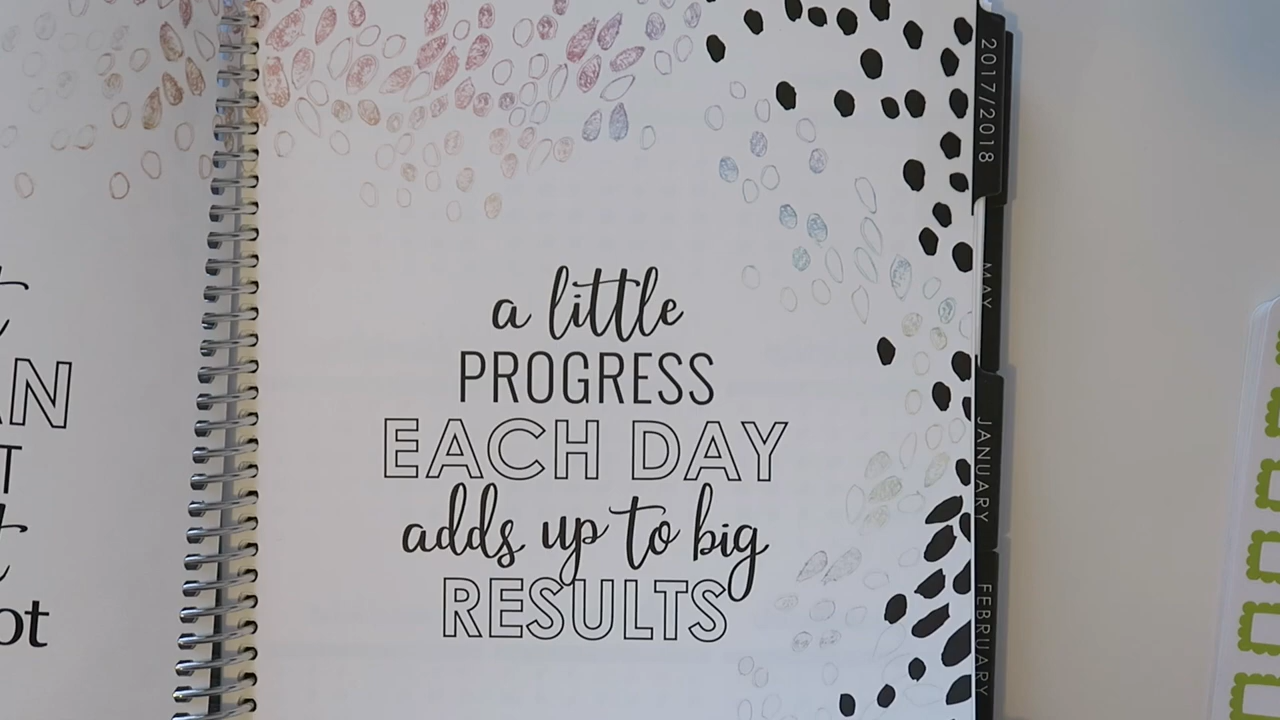 a little
PROGRESS
EACH DAY
adds up to big
RESULTS
2017/2018
MAY
JANUARY
FEBRUARY